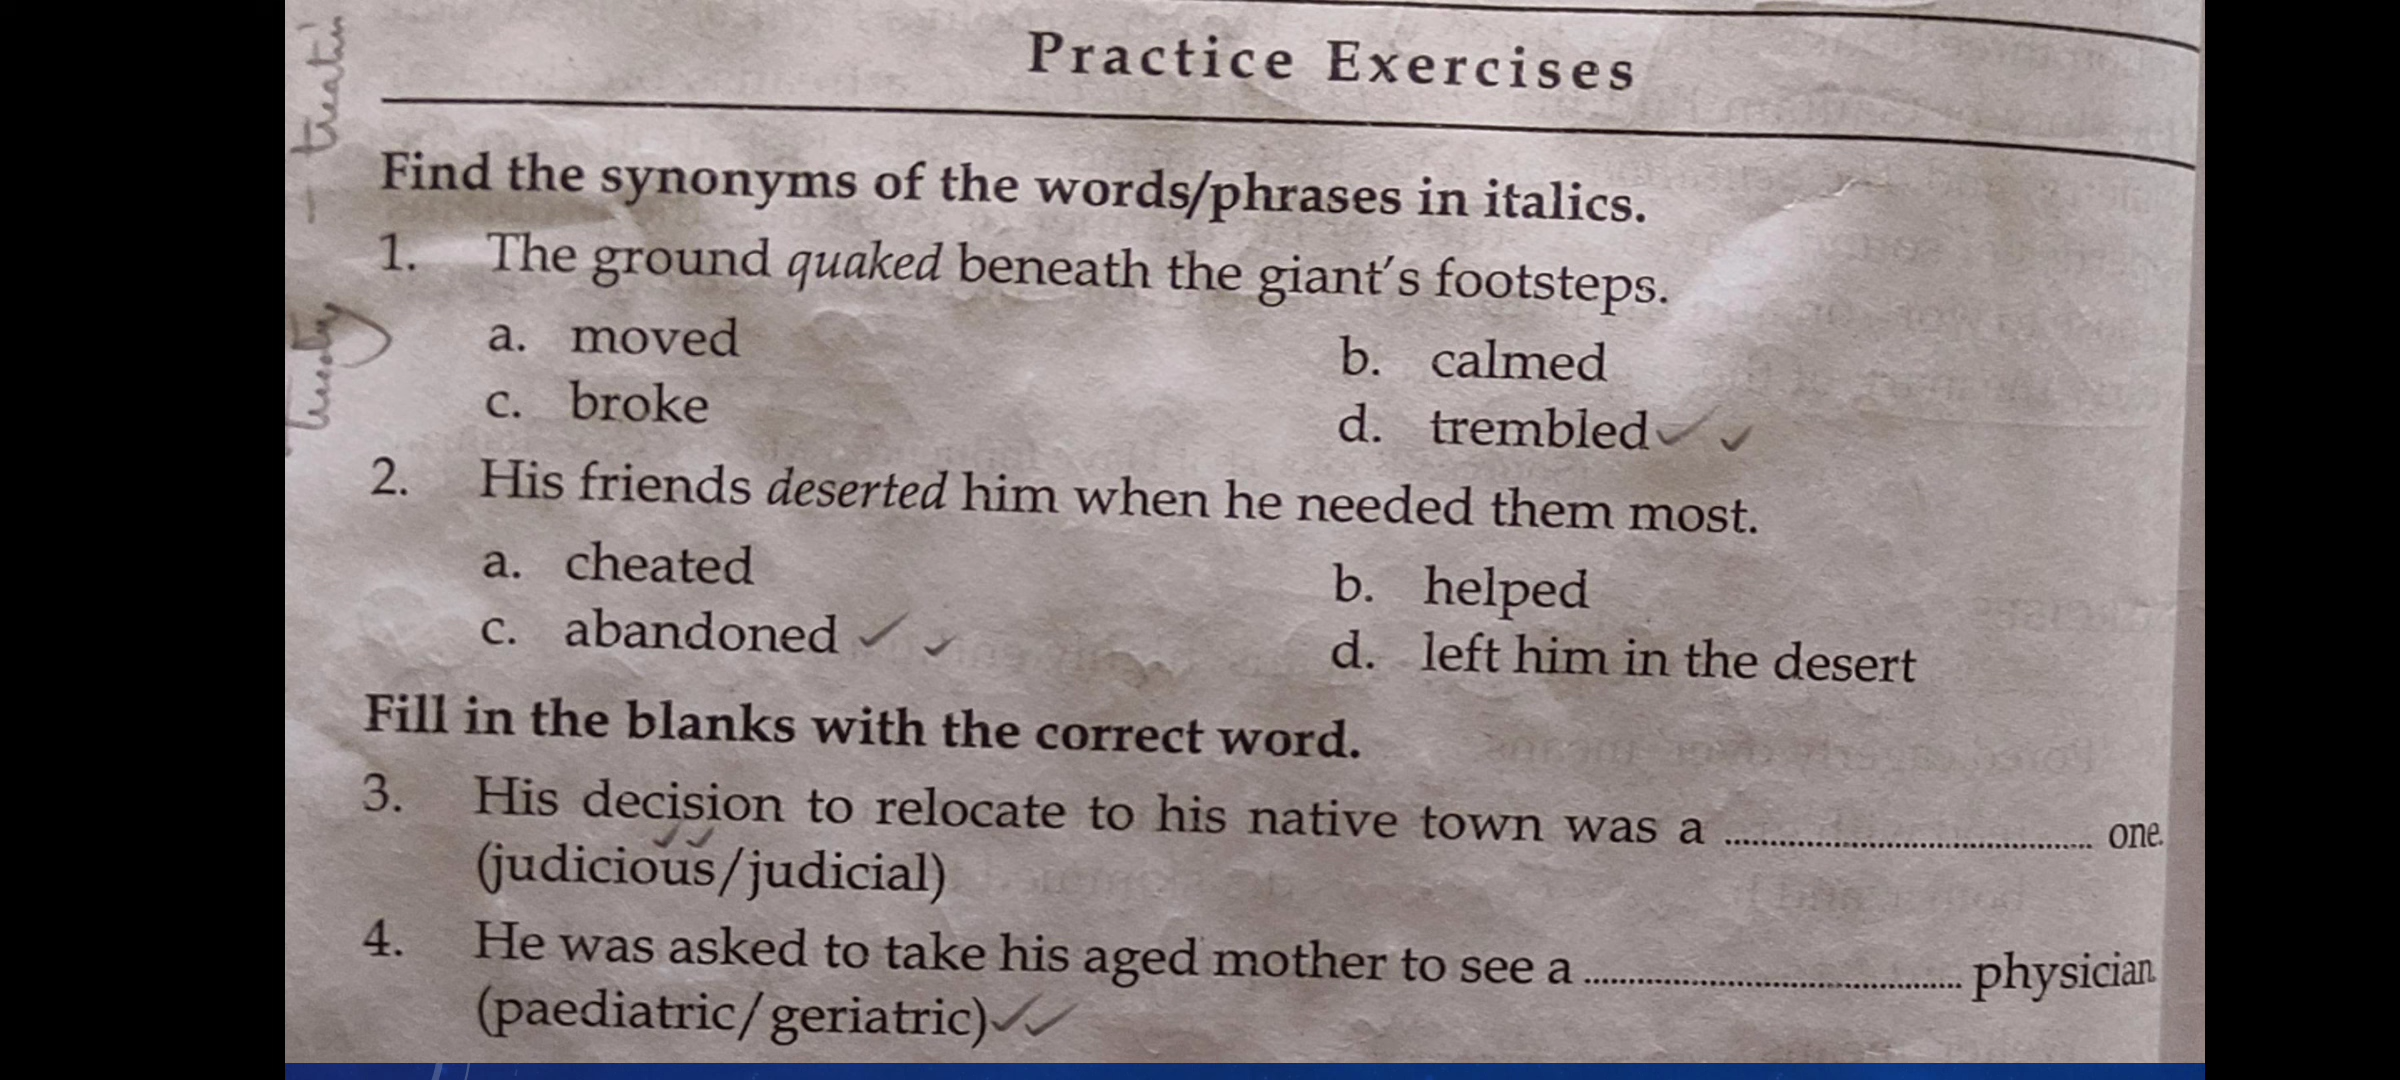 Practice Exercises
Find the synonyms of the words/phrases in italics.
1. The ground quaked beneath the giant's footsteps.
a. moved b. calmed
c. broke d. trembled
2. His friends deserted him when he needed them most.
a. cheated b. helped
c. abandoned d. left him in the desert
Fill in the blanks with the correct word.
3. His decision to relocate to his native town was a .................... one.
(judicious/judicial)
4. He was asked to take his aged mother to see a .................... physician.
(paediatric/geriatric)